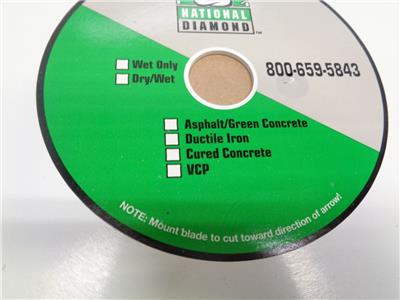 NATIONAL
DIAMOND™
Wet Only
Dry/Wet
800-659-5843
Asphalt/Green Concrete
Ductile Iron
Cured Concrete
VCP
NOTE: Mount blade to cut toward direction of arrow!